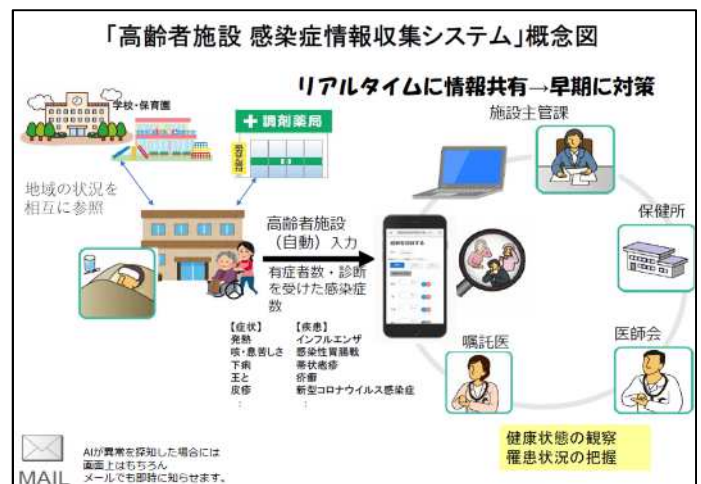 「高齢者施設 感染症情報収集システム」概念図
リアルタイムに情報共有→早期に対策
学校・保育園
調剤薬局
施設主管課
地域の状況を
相互に参照
保健所
高齢者施設
（自動）入力
有症者数・診断
を受けた感染症
数
【症状】
発熱
咳・息苦しさ
下痢
王と
皮疹
：
【疾患】
インフルエンザ
感染性胃腸戦
帯状疱疹
疥癬
新型コロナウイルス感染症
：
嘱託医
医師会
健康状態の観察
罹患状況の把握
AIが異常を探知した場合には
画面上はもちろん
メールでも即時に知らせます。
MAIL